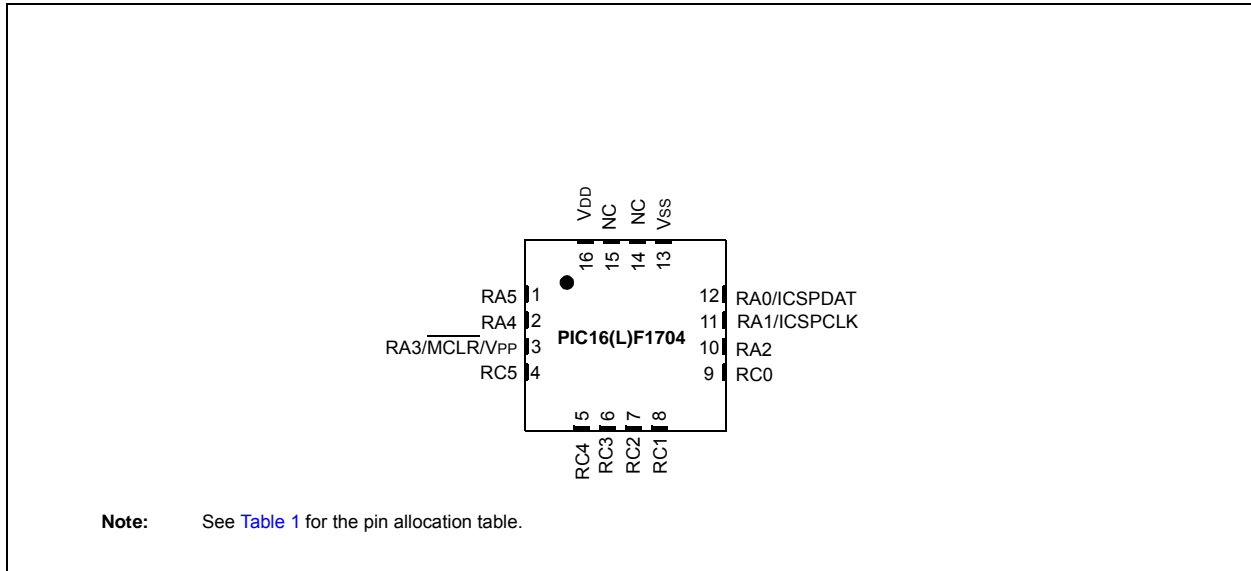 VDD
NC
NC
VSS
16
15
14
13
RA5 1
RA4 2
RA3/MCLR/VPP 3
RC5 4
PIC16(L)F1704
12 RA0/ICSPDAT
11 RA1/ICSPCLK
10 RA2
9 RC0
5
6
7
8
RC4
RC3
RC2
RC1
Note: See Table 1 for the pin allocation table.